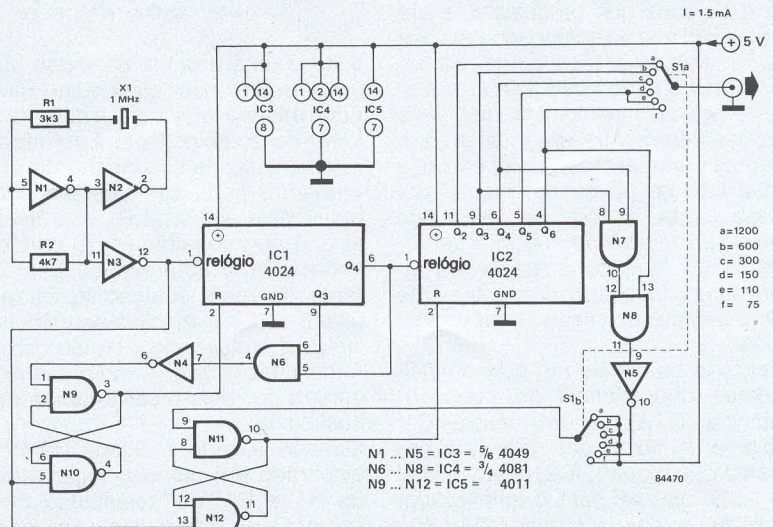 I = 1.5 mA
5 V
R1
3k3
X1
1 MHz
1 14
1 2 14
14
IC3
IC4
IC5
8
7
7
S1a
a
b
c
d
e
f
5 N1 4
3 N2 2
R2
4k7
11 N3 12
14
1
relógio
IC1
4024
Q4
R
GND
Q3
2
7
9
6
14 11 9 6 5 4
Q2 Q3 Q4 Q5 Q6
1
relógio
IC2
4024
R
GND
2
7
8 9
N7
10
12 13
N8
11
9
N5
10
a=1200
b= 600
c= 300
d= 150
e= 110
f= 75
6 N4 7
N6
6
5
1
2
N9
3
6
5
N10
4
9
8
N11
10
12
13
N12
11
S1b
a
b
c
d
e
f
N1 ... N5 = IC3 = 5/6 4049
N6 ... N8 = IC4 = 3/4 4081
N9 ... N12 = IC5 = 4011
84470